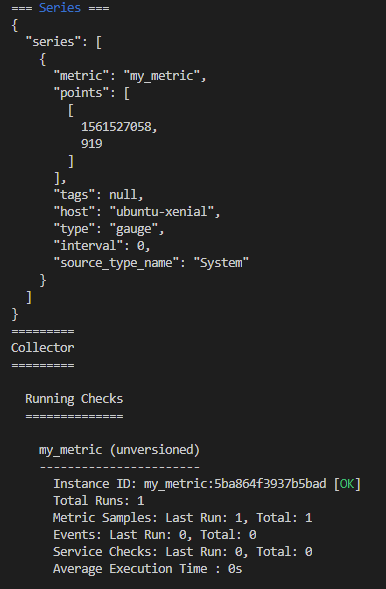 === Series ===
{
  "series": [
    {
      "metric": "my_metric",
      "points": [
        [
          1561527058,
          919
        ]
      ],
      "tags": null,
      "host": "ubuntu-xenial",
      "type": "gauge",
      "interval": 0,
      "source_type_name": "System"
    }
  ]
}
=========
Collector
=========

  Running Checks
  ==============

    my_metric (unversioned)
    -----------------------
      Instance ID: my_metric:5ba864f3937b5bad [OK]
      Total Runs: 1
      Metric Samples: Last Run: 1, Total: 1
      Events: Last Run: 0, Total: 0
      Service Checks: Last Run: 0, Total: 0
      Average Execution Time : 0s